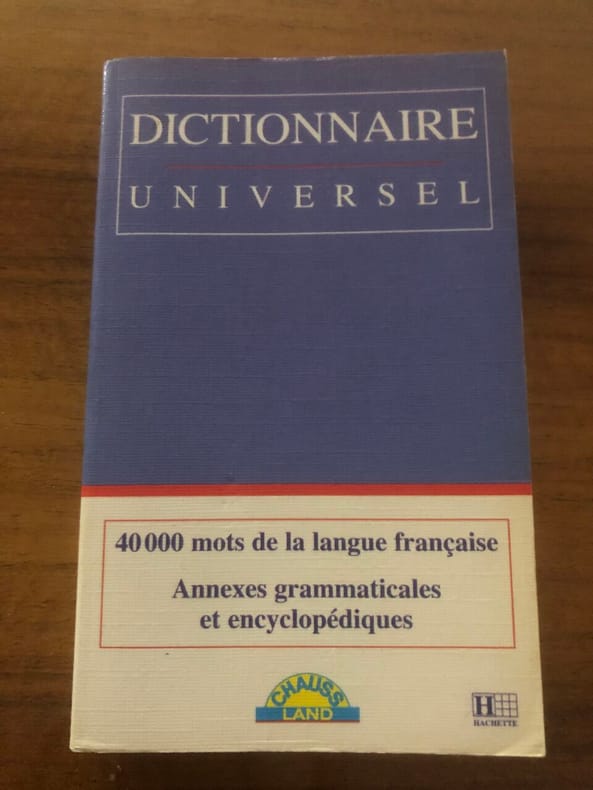 DICTIONNAIRE
UNIVERSEL
40 000 mots de la langue française
Annexes grammaticales
et encyclopédiques
CHAUSS
LAND
H
HACHETTE